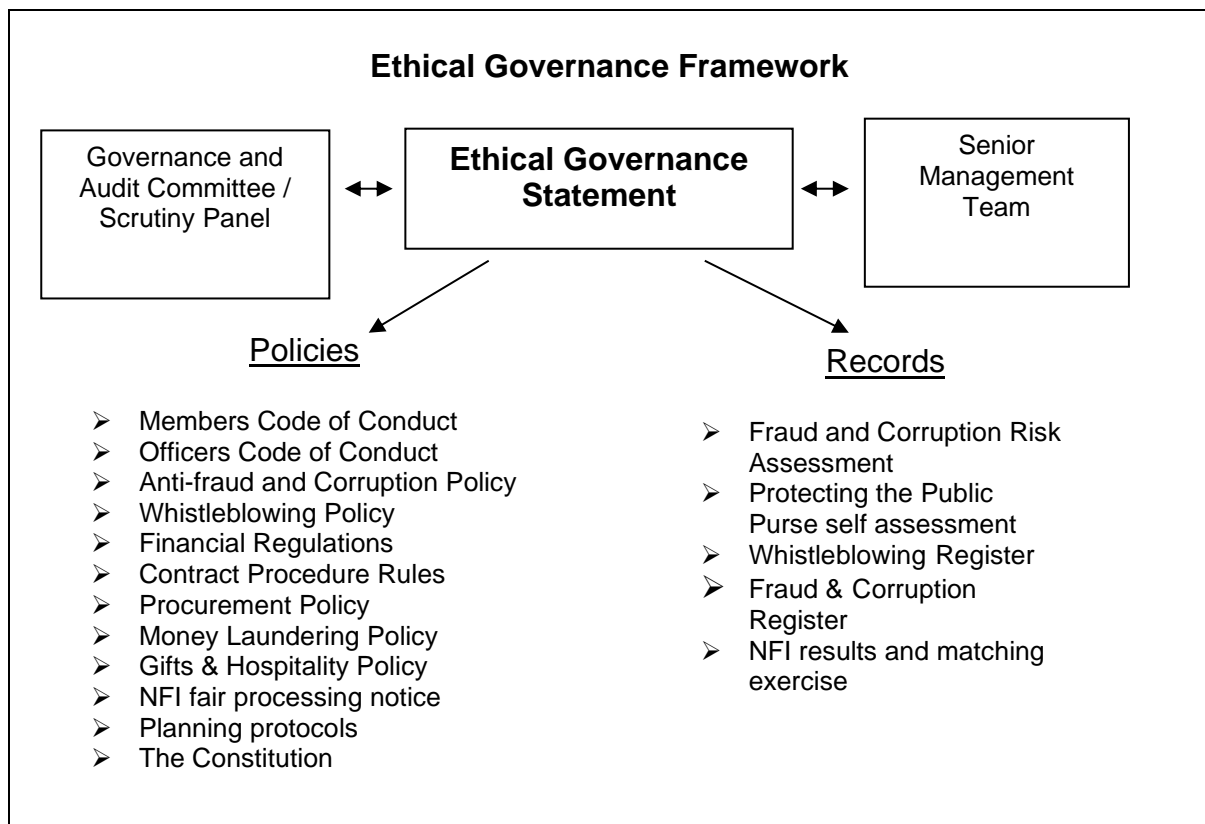 Ethical Governance Framework
Governance and
Audit Committee /
Scrutiny Panel
Ethical Governance
Statement
Senior
Management
Team
Policies
➢ Members Code of Conduct
➢ Officers Code of Conduct
➢ Anti-fraud and Corruption Policy
➢ Whistleblowing Policy
➢ Financial Regulations
➢ Contract Procedure Rules
➢ Procurement Policy
➢ Money Laundering Policy
➢ Gifts & Hospitality Policy
➢ NFI fair processing notice
➢ Planning protocols
➢ The Constitution
Records
➢ Fraud and Corruption Risk
Assessment
➢ Protecting the Public
Purse self assessment
➢ Whistleblowing Register
➢ Fraud & Corruption
Register
➢ NFI results and matching
exercise